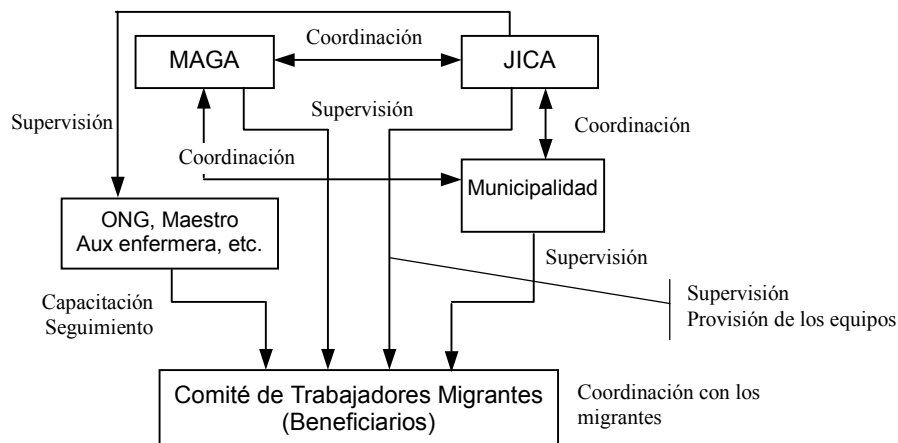 Coordinación
MAGA
JICA
Supervisión
Supervisión
Coordinación
Coordinación
Municipalidad
ONG, Maestro
Aux enfermera, etc.
Supervisión
Capacitación
Seguimiento
Supervisión
Provisión de los equipos
Comité de Trabajadores Migrantes
(Beneficiarios)
Coordinación con los
migrantes